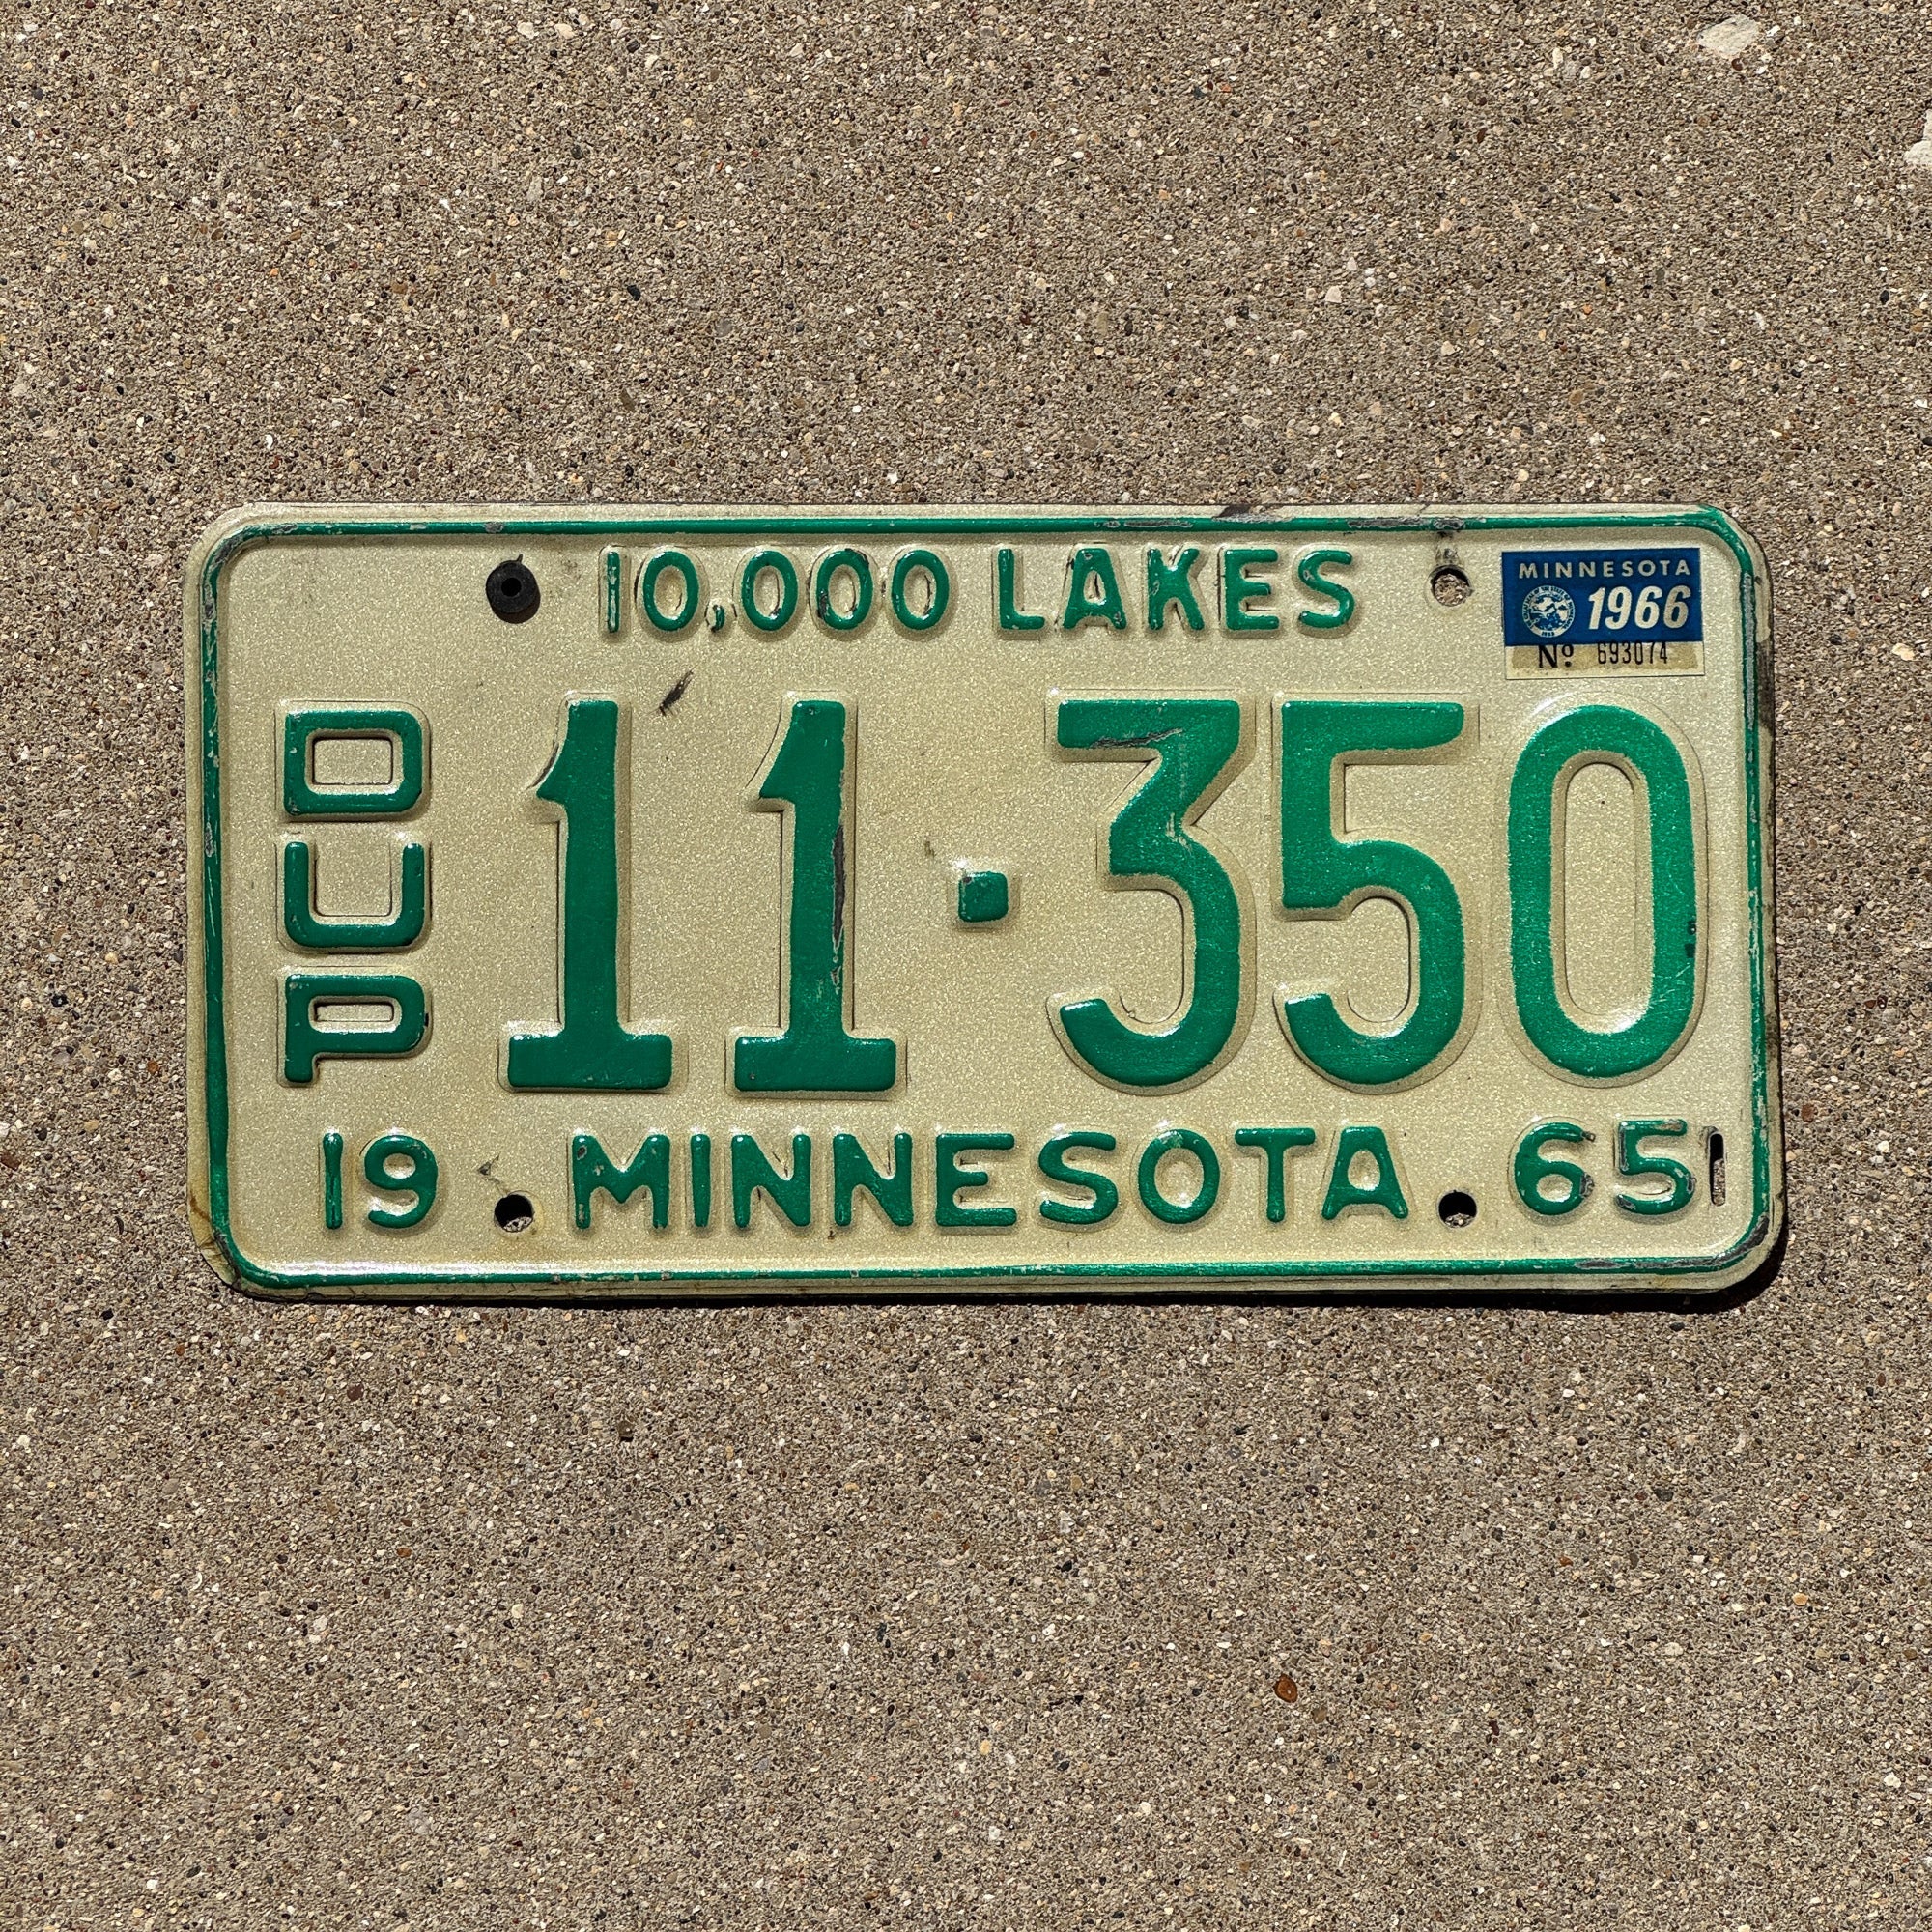 10,000 LAKES
MINNESOTA
1966
Nº 693074
DUP
11·350
19 MINNESOTA 65